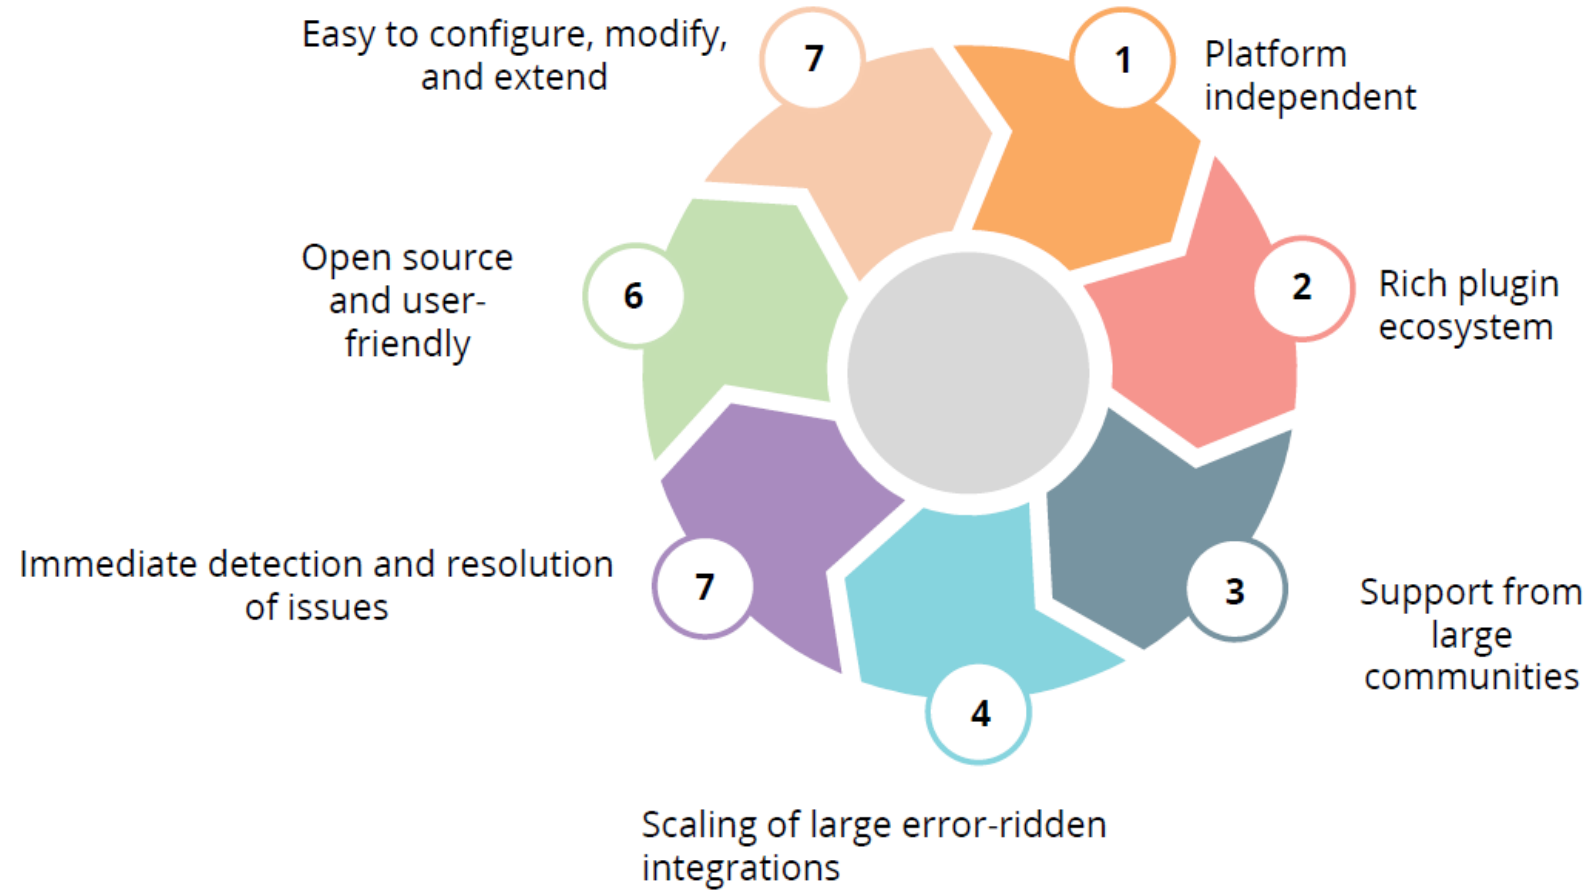 1
Platform
independent
2
Rich plugin
ecosystem
3
Support from
large
communities
4
Scaling of large error-ridden
integrations
7
Immediate detection and resolution
of issues
6
Open source
and user-
friendly
7
Easy to configure, modify,
and extend